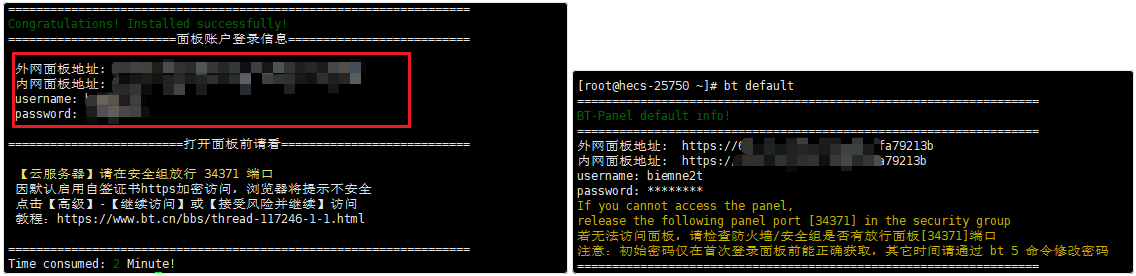 ==================================================================
Congratulations! Installed successfully!
========================面板账户登录信息==========================
外网面板地址:
内网面板地址:
username:
password:
=========================打开面板前请看===========================
【云服务器】请在安全组放行 34371 端口
因默认启用自签证书https加密访问，浏览器将提示不安全
点击【高级】-【继续访问】或【接受风险并继续】访问
教程：https://www.bt.cn/bbs/thread-117246-1-1.html
==================================================================
Time consumed: 2 Minute!
[root@hecs-25750 ~]# bt default
==================================================================
BT-Panel default info!
==================================================================
外网面板地址: https://fa79213b
内网面板地址: https://a79213b
username: biemne2t
password: ********
If you cannot access the panel,
release the following panel port [34371] in the security group
若无法访问面板，请检查防火墙/安全组是否有放行面板[34371]端口
注意：初始密码仅在首次登录面板前能正确获取，其它时间请通过 bt 5 命令修改密码
==================================================================